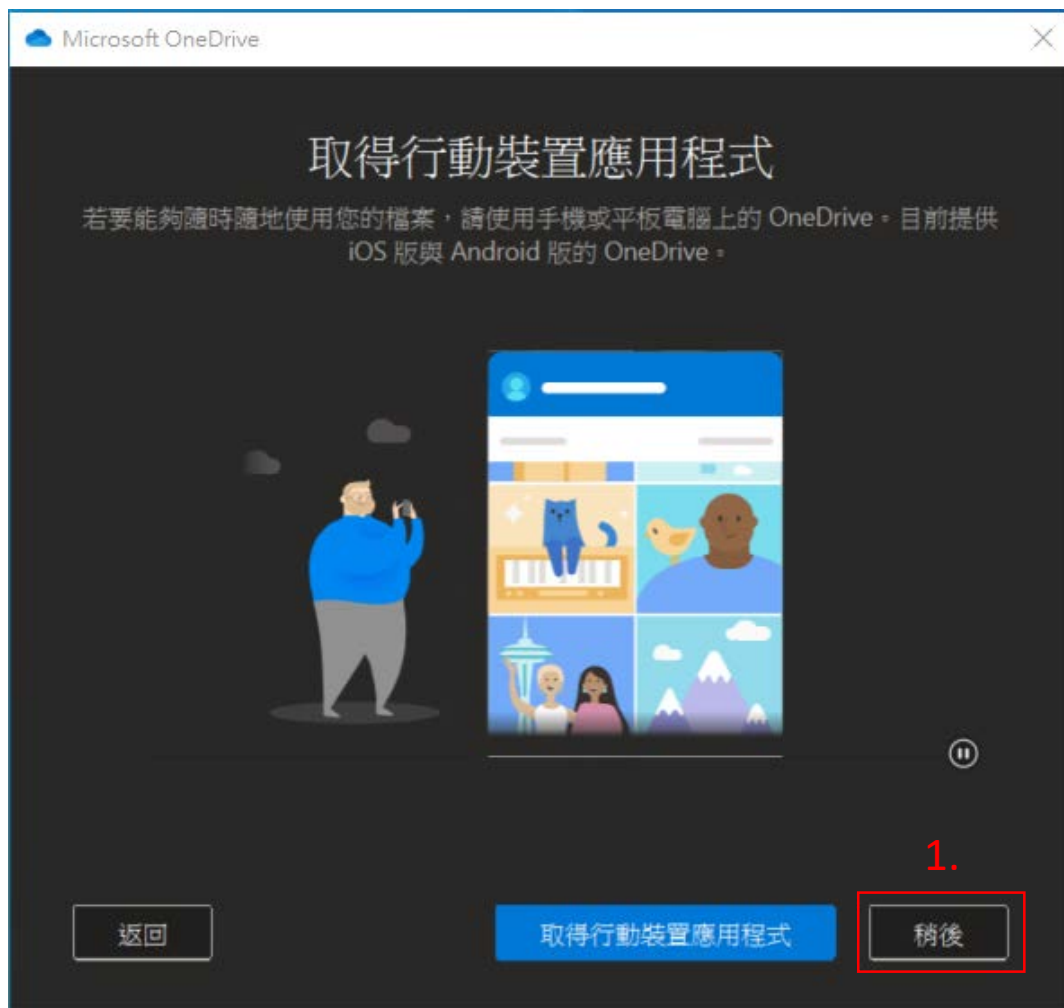 Microsoft OneDrive
取得行動裝置應用程式
若要能夠隨時隨地使用您的檔案，請使用手機或平板電腦上的 OneDrive。目前提供
iOS 版與 Android 版的 OneDrive。
1.
返回
取得行動裝置應用程式
稍後